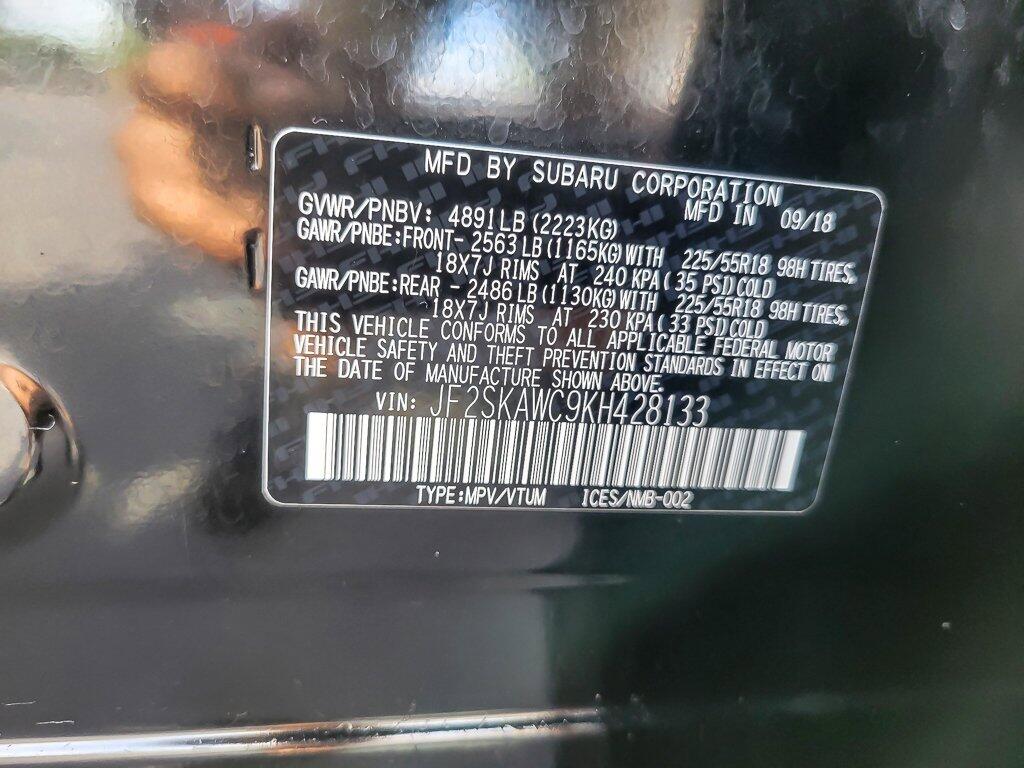 MFD BY SUBARU CORPORATION
MFD IN 09/18
GVWR/PNBV: 4891LB (2223KG)
GAWR/PNBE:FRONT- 2563LB (1165KG) WITH 225/55R18 98H TIRES,
18X7J RIMS AT 240 KPA (35 PSI) COLD
GAWR/PNBE:REAR - 2486LB (1130KG) WITH 225/55R18 98H TIRES,
18X7J RIMS AT 230 KPA (33 PSI) COLD
THIS VEHICLE CONFORMS TO ALL APPLICABLE FEDERAL MOTOR
VEHICLE SAFETY AND THEFT PREVENTION STANDARDS IN EFFECT ON
THE DATE OF MANUFACTURE SHOWN ABOVE.
VIN: JF2SKAWC9KH428133
TYPE:MPV/VTUM ICES/NMB-002